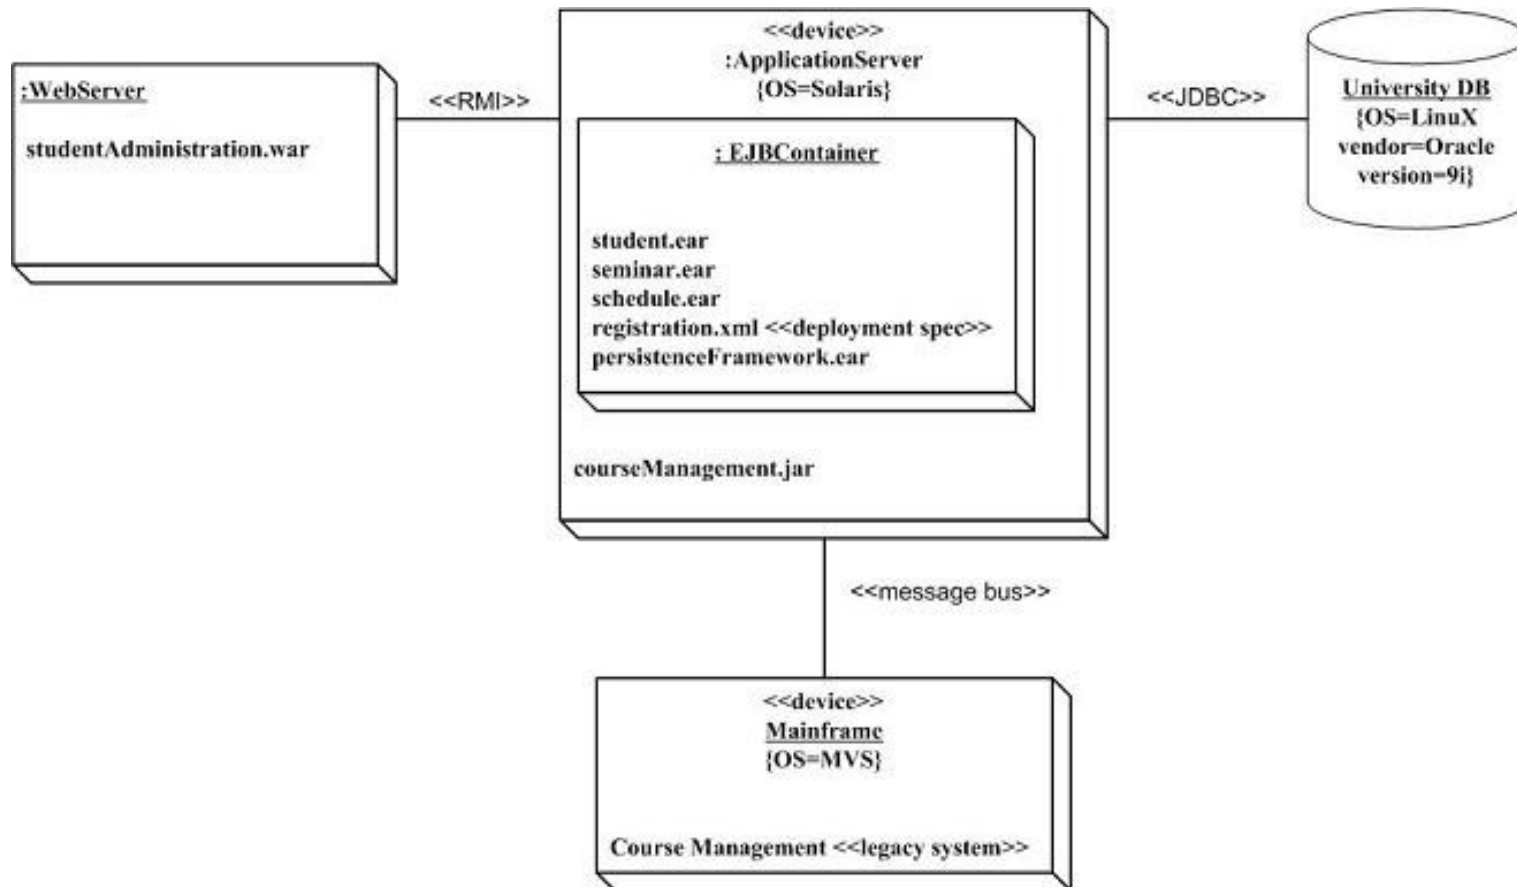 :WebServer
studentAdministration.war
<<RMI>>
<<device>>
:ApplicationServer
{OS=Solaris}
: EJBContainer
student.ear
seminar.ear
schedule.ear
registration.xml <<deployment spec>>
persistenceFramework.ear
courseManagement.jar
<<JDBC>>
University DB
{OS=LinuX
vendor=Oracle
version=9i}
<<message bus>>
<<device>>
Mainframe
{OS=MVS}
Course Management <<legacy system>>